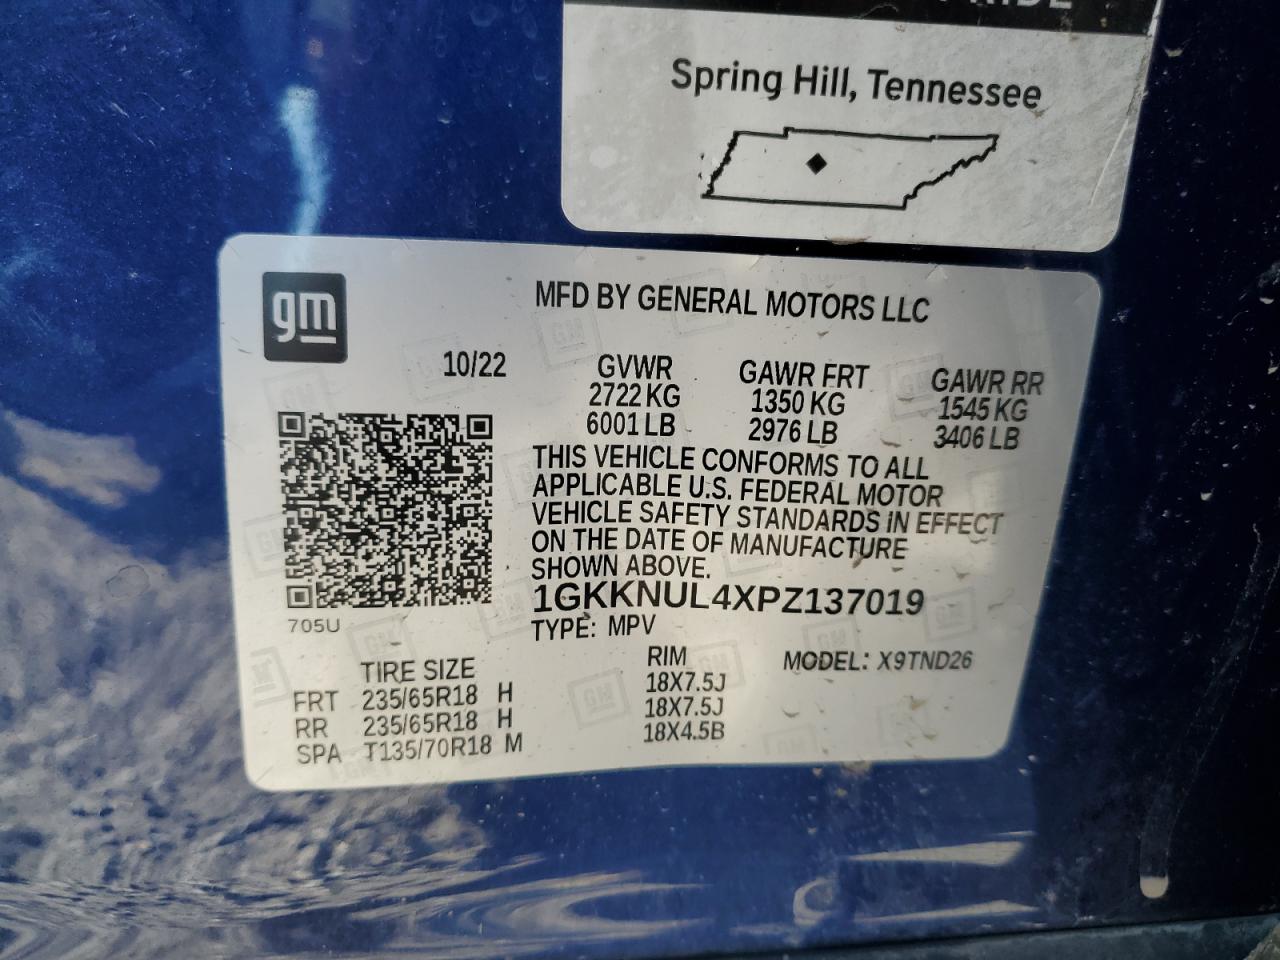 Spring Hill, Tennessee
gm
MFD BY GENERAL MOTORS LLC
10/22
GVWR GAWR FRT GAWR RR
2722 KG 1350 KG 1545 KG
6001 LB 2976 LB 3406 LB
THIS VEHICLE CONFORMS TO ALL
APPLICABLE U.S. FEDERAL MOTOR
VEHICLE SAFETY STANDARDS IN EFFECT
ON THE DATE OF MANUFACTURE
SHOWN ABOVE.
1GKKNUL4XPZ137019
705U
TYPE: MPV
TIRE SIZE RIM MODEL: X9TND26
FRT 235/65R18 H 18X7.5J
RR 235/65R18 H 18X7.5J
SPA T135/70R18 M 18X4.5B